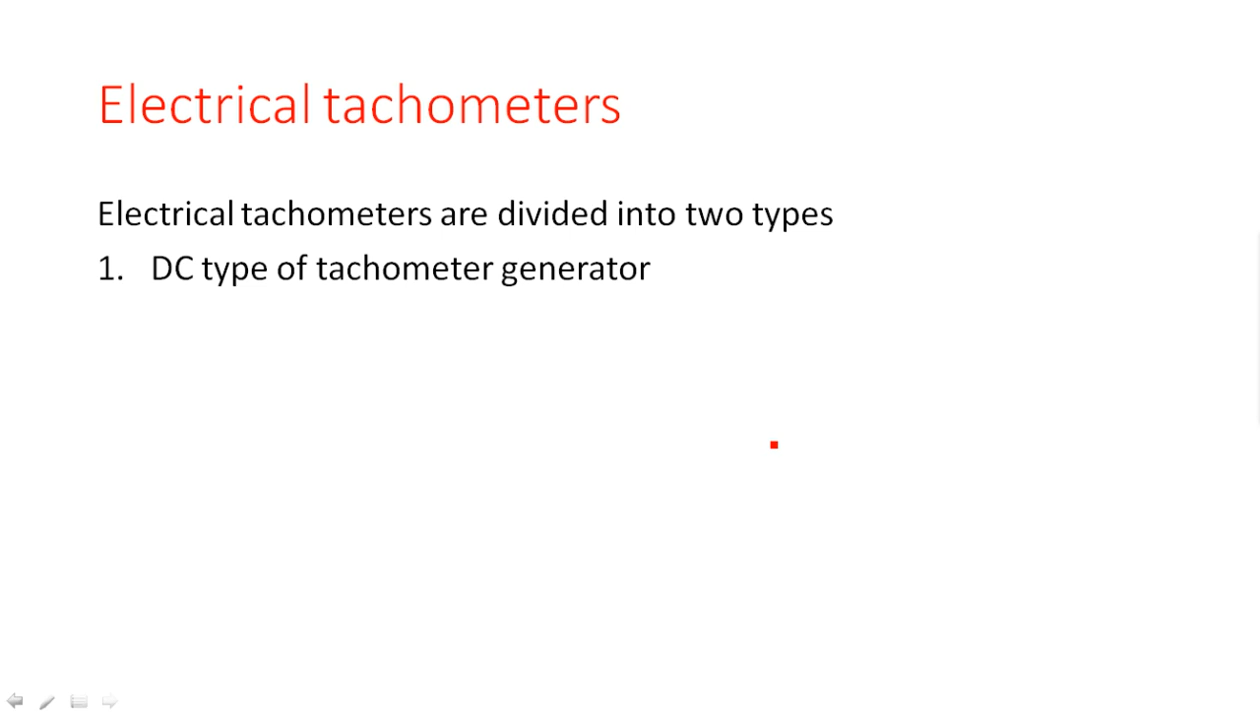 Electrical tachometers
Electrical tachometers are divided into two types
1. DC type of tachometer generator